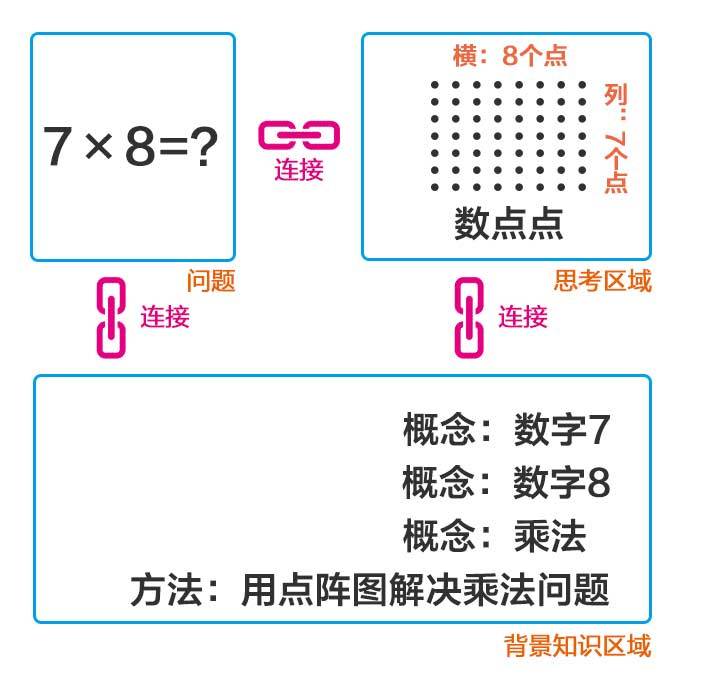 7×8=?
连接
横：8个点
列：7个点
数点点
问题
思考区域
连接
连接
概念：数字7
概念：数字8
概念：乘法
方法：用点阵图解决乘法问题
背景知识区域